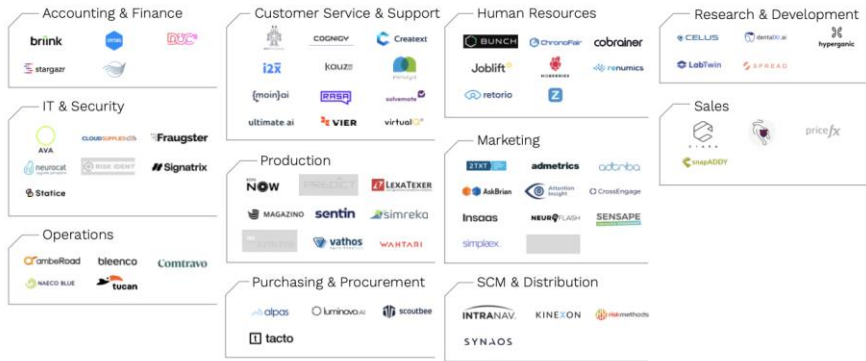 Accounting & Finance
briink
stargazr
IT & Security
AVA
CLOUDSUPPLIES
Fraugster
neurocat
RISK IDENT
Signatrix
Statice
Operations
ambeRoad
bleenco
Comtravo
NAECO BLUE
tucan
Customer Service & Support
COGNIGY
Creatext
i2x
kauz
{moin}ai
RASA
solvemate
ultimate ai
VIER
virtualQ
Production
NOW
PREDICT
LEXATEXER
MAGAZINO
sentin
simreka
vathos
WAHTARI
Purchasing & Procurement
alpas
luminovo.AI
scoutbee
tacto
Human Resources
BUNCH
ChronoFair
cobrainer
Joblift
MOBERRIES
renumics
retorio
Z
Marketing
2TXT
admetrics
adtriba
AskBrian
Attention
Insight
CrossEngage
Insaas
NEUROFLASH
SENSAPE
simplaex.
SCM & Distribution
INTRANAV.
KINEXON
riskmethods
SYNAOS
Research & Development
CELUS
dentalXr.ai
hyperganic
LabTwin
SPREAD
Sales
pricefx
snapADDY